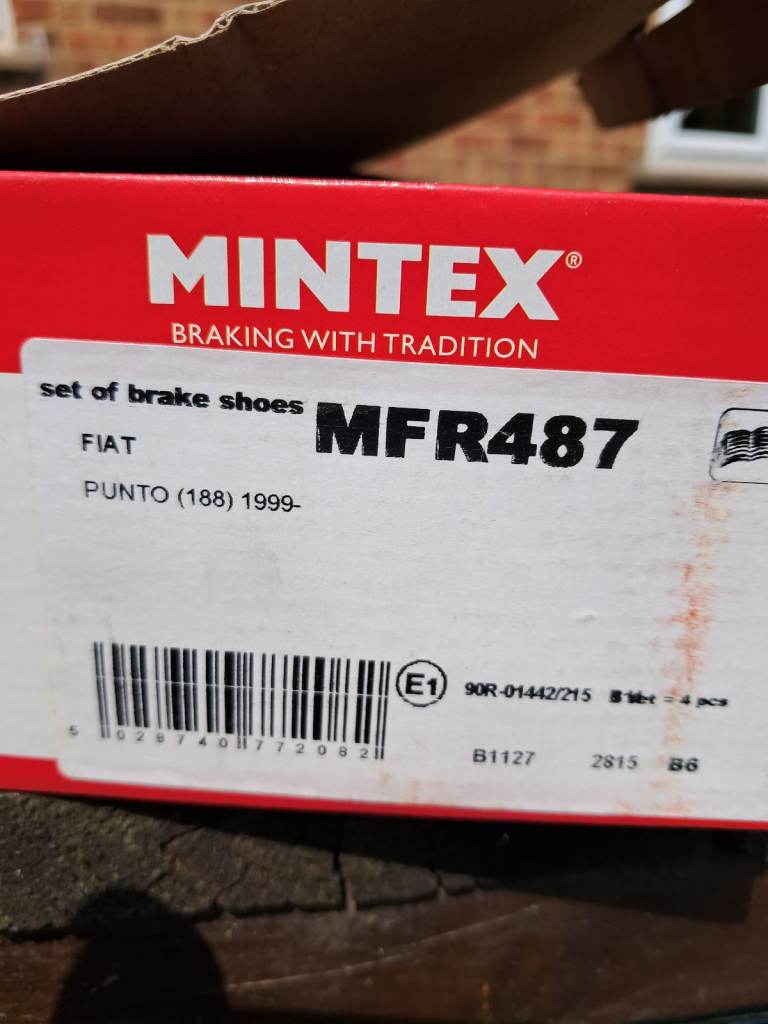 MINTEX®
BRAKING WITH TRADITION
set of brake shoes MFR487
FIAT
PUNTO (188) 1999-
E1 90R-01442/215 = 4 pcs
5 028740 772082
B1127 2815 B6